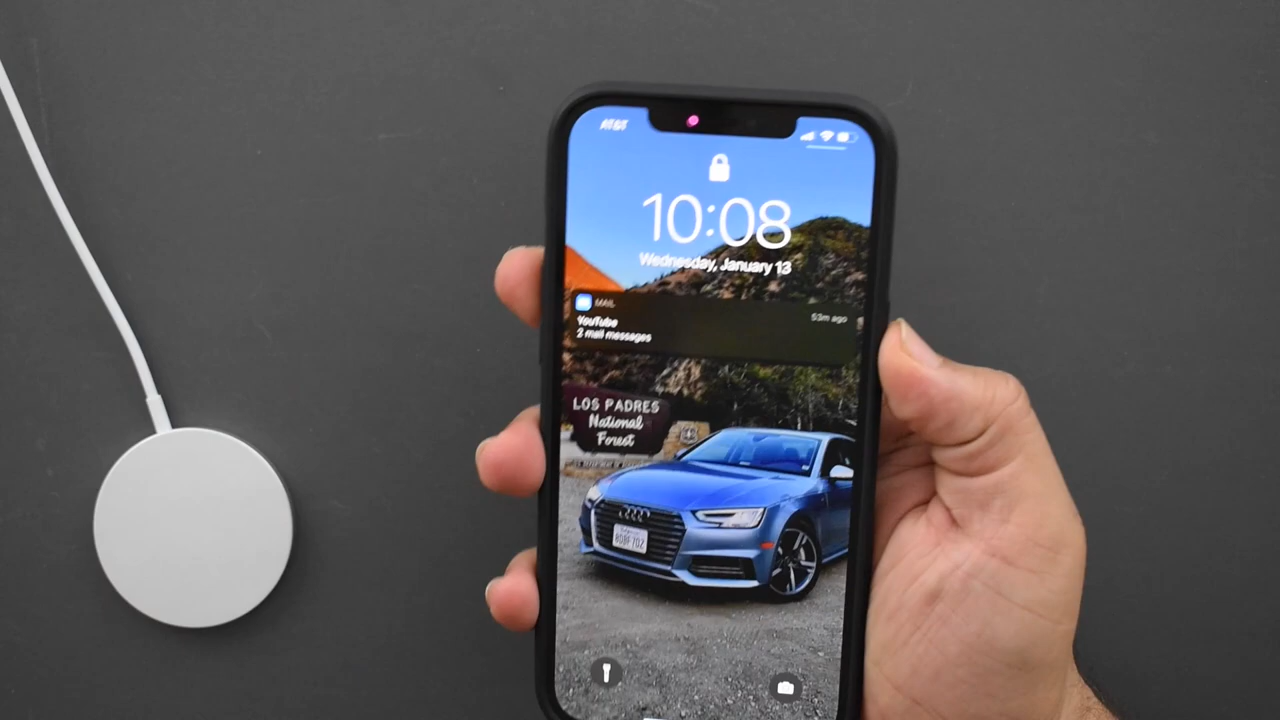 AT&T
10:08
Wednesday, January 13
MAIL
53m ago
YouTube
2 mail messages
LOS PADRES
National
Forest